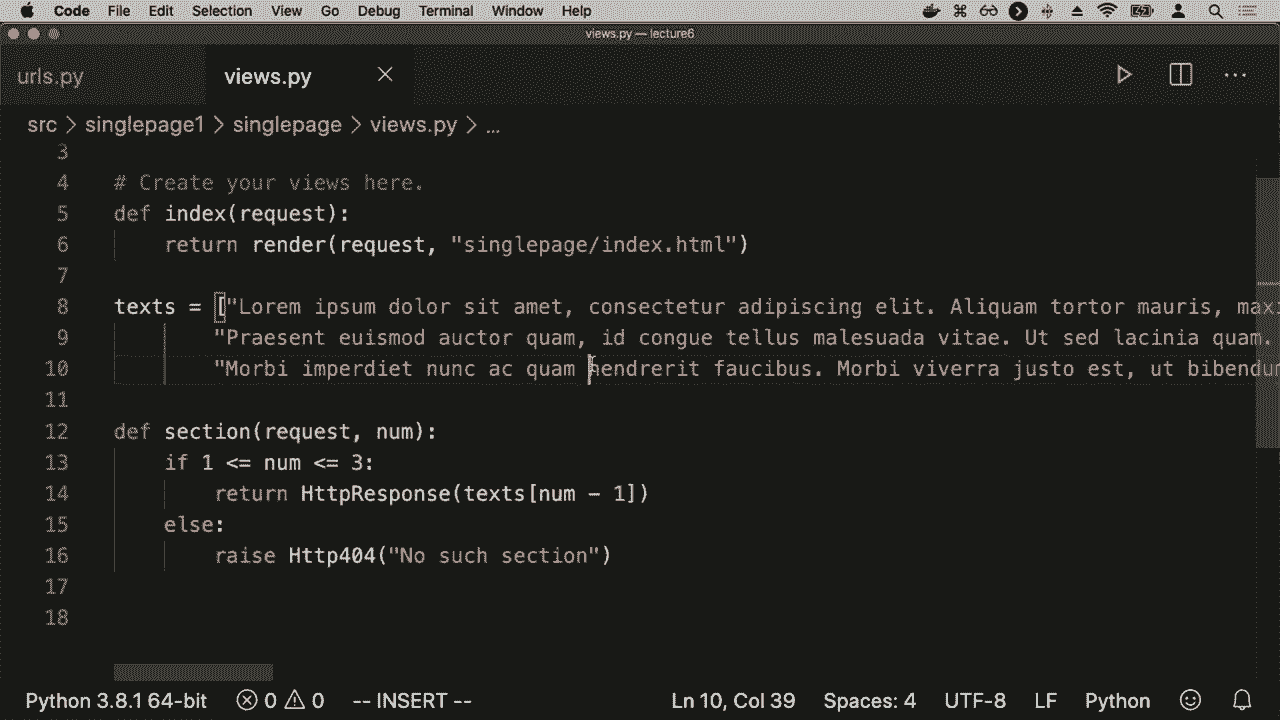 Code File Edit Selection View Go Debug Terminal Window Help
views.py — lecture6
urls.py views.py
src > singlepage1 > singlepage > views.py > ...
3
4 # Create your views here.
5 def index(request):
6 return render(request, "singlepage/index.html")
7
8 texts = ["Lorem ipsum dolor sit amet, consectetur adipiscing elit. Aliquam tortor mauris, maxi
9 "Praesent euismod auctor quam, id congue tellus malesuada vitae. Ut sed lacinia quam.
10 "Morbi imperdiet nunc ac quam hendrerit faucibus. Morbi viverra justo est, ut bibendum
11
12 def section(request, num):
13 if 1 <= num <= 3:
14 return HttpResponse(texts[num - 1])
15 else:
16 raise Http404("No such section")
17
18
Python 3.8.1 64-bit 0 0 -- INSERT -- Ln 10, Col 39 Spaces: 4 UTF-8 LF Python